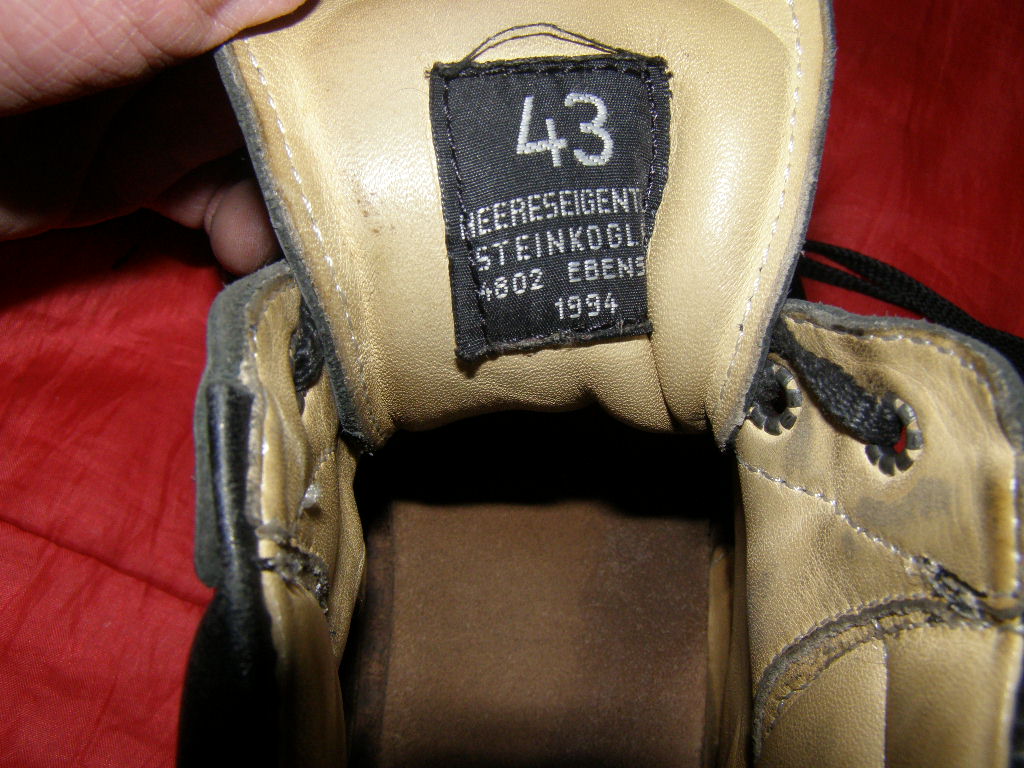 43
HEERESEIGENT
STEINKOGL
4802 EBENS
1994